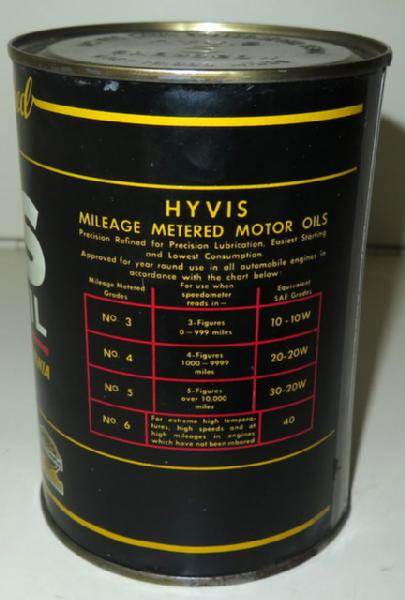 ed
S
L
NIA
HYVIS
MILEAGE METERED MOTOR OILS
Precision Refined for Precision Lubrication, Easiest Starting
and Lowest Consumption.
Approved for year round use in all automobile engines in
accordance with the chart below:
Mileage Metered Grades
For use when speedometer reads in—
Equivalent SAE Grades
No. 3
3-Figures
0—999 miles
10-10W
No. 4
4-Figures
1000—9999
miles
20-20W
No. 5
5-Figures
over 10,000
miles
30-20W
No. 6
For extreme high tempera-
tures, high speeds and at
high mileages in engines
which have not been rebored
40